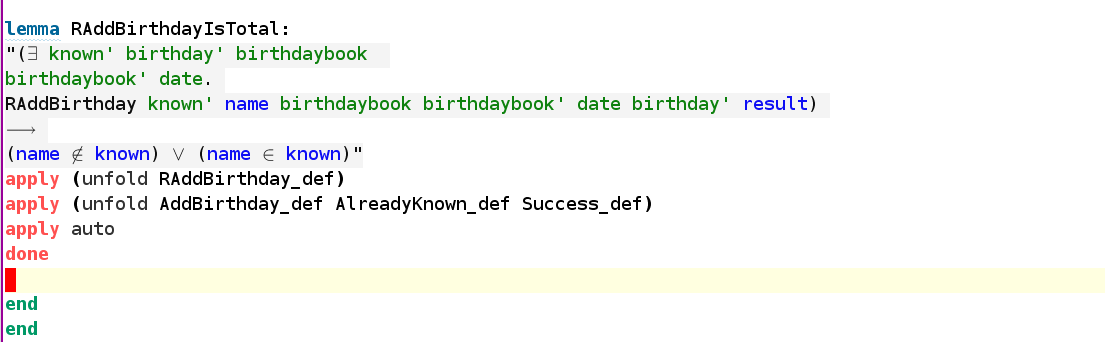 lemma RAddBirthdayIsTotal:
"(∃ known' birthday' birthdaybook
birthdaybook' date.
RAddBirthday known' name birthdaybook birthdaybook' date birthday' result)
⟶
(name ∉ known) ∨ (name ∈ known)"
apply (unfold RAddBirthday_def)
apply (unfold AddBirthday_def AlreadyKnown_def Success_def)
apply auto
done
end
end